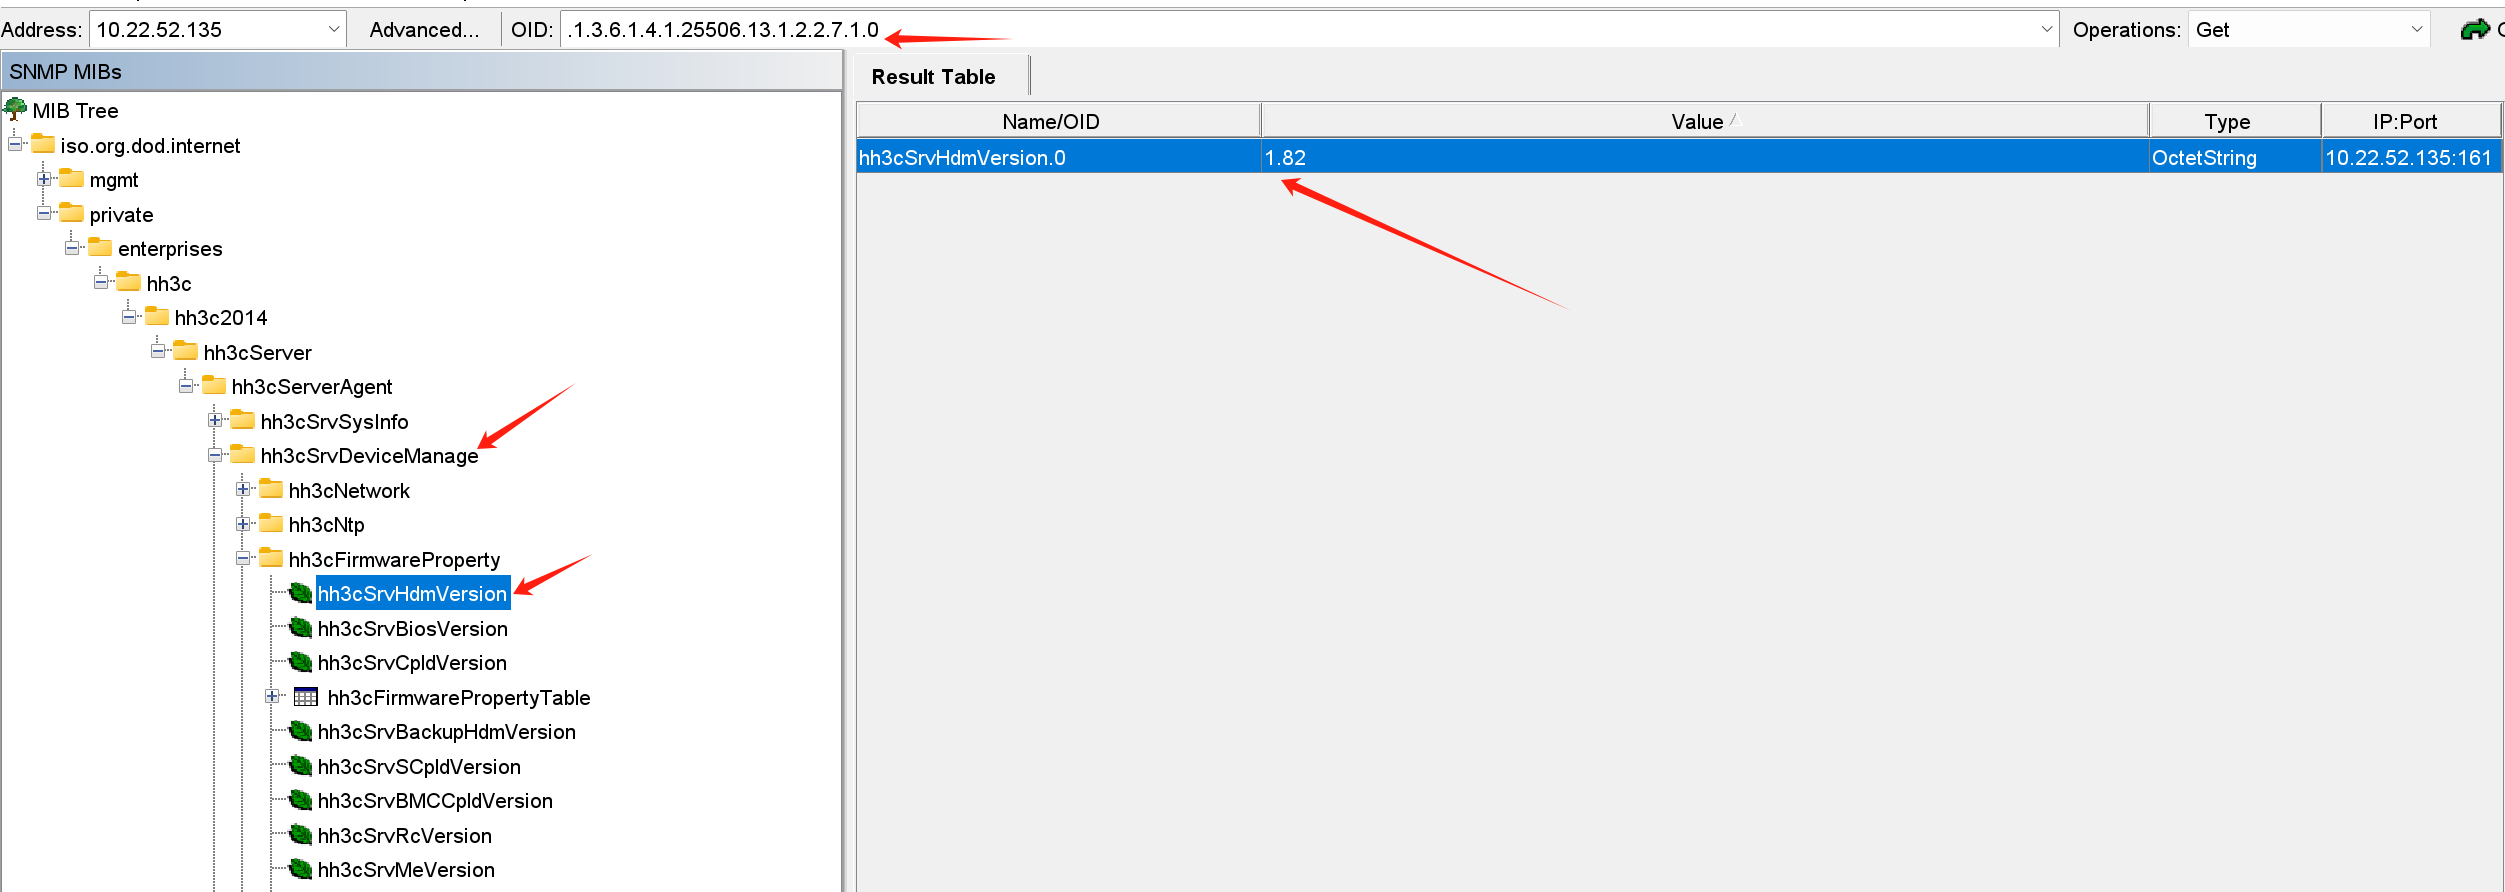 Address: 10.22.52.135 Advanced... OID: .1.3.6.1.4.1.25506.13.1.2.2.7.1.0 Operations: Get
SNMP MIBs
MIB Tree
iso.org.dod.internet
mgmt
private
enterprises
hh3c
hh3c2014
hh3cServer
hh3cServerAgent
hh3cSrvSysInfo
hh3cSrvDeviceManage
hh3cNetwork
hh3cNtp
hh3cFirmwareProperty
hh3cSrvHdmVersion
hh3cSrvBiosVersion
hh3cSrvCpldVersion
hh3cFirmwarePropertyTable
hh3cSrvBackupHdmVersion
hh3cSrvSCpldVersion
hh3cSrvBMCCpldVersion
hh3cSrvRcVersion
hh3cSrvMeVersion
Result Table
Name/OID Value Type IP:Port
hh3cSrvHdmVersion.0 1.82 OctetString 10.22.52.135:161